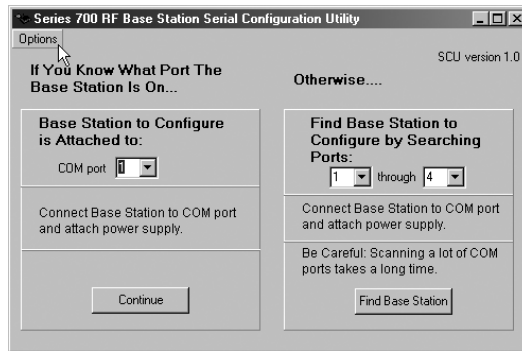 Series 700 RF Base Station Serial Configuration Utility
Options
SCU version 1.0
If You Know What Port The
Base Station Is On...
Base Station to Configure
is Attached to:
COM port 1
Connect Base Station to COM port
and attach power supply.
Continue
Otherwise....
Find Base Station to
Configure by Searching
Ports:
1 through 4
Connect Base Station to COM port
and attach power supply.
Be Careful: Scanning a lot of COM
ports takes a long time.
Find Base Station